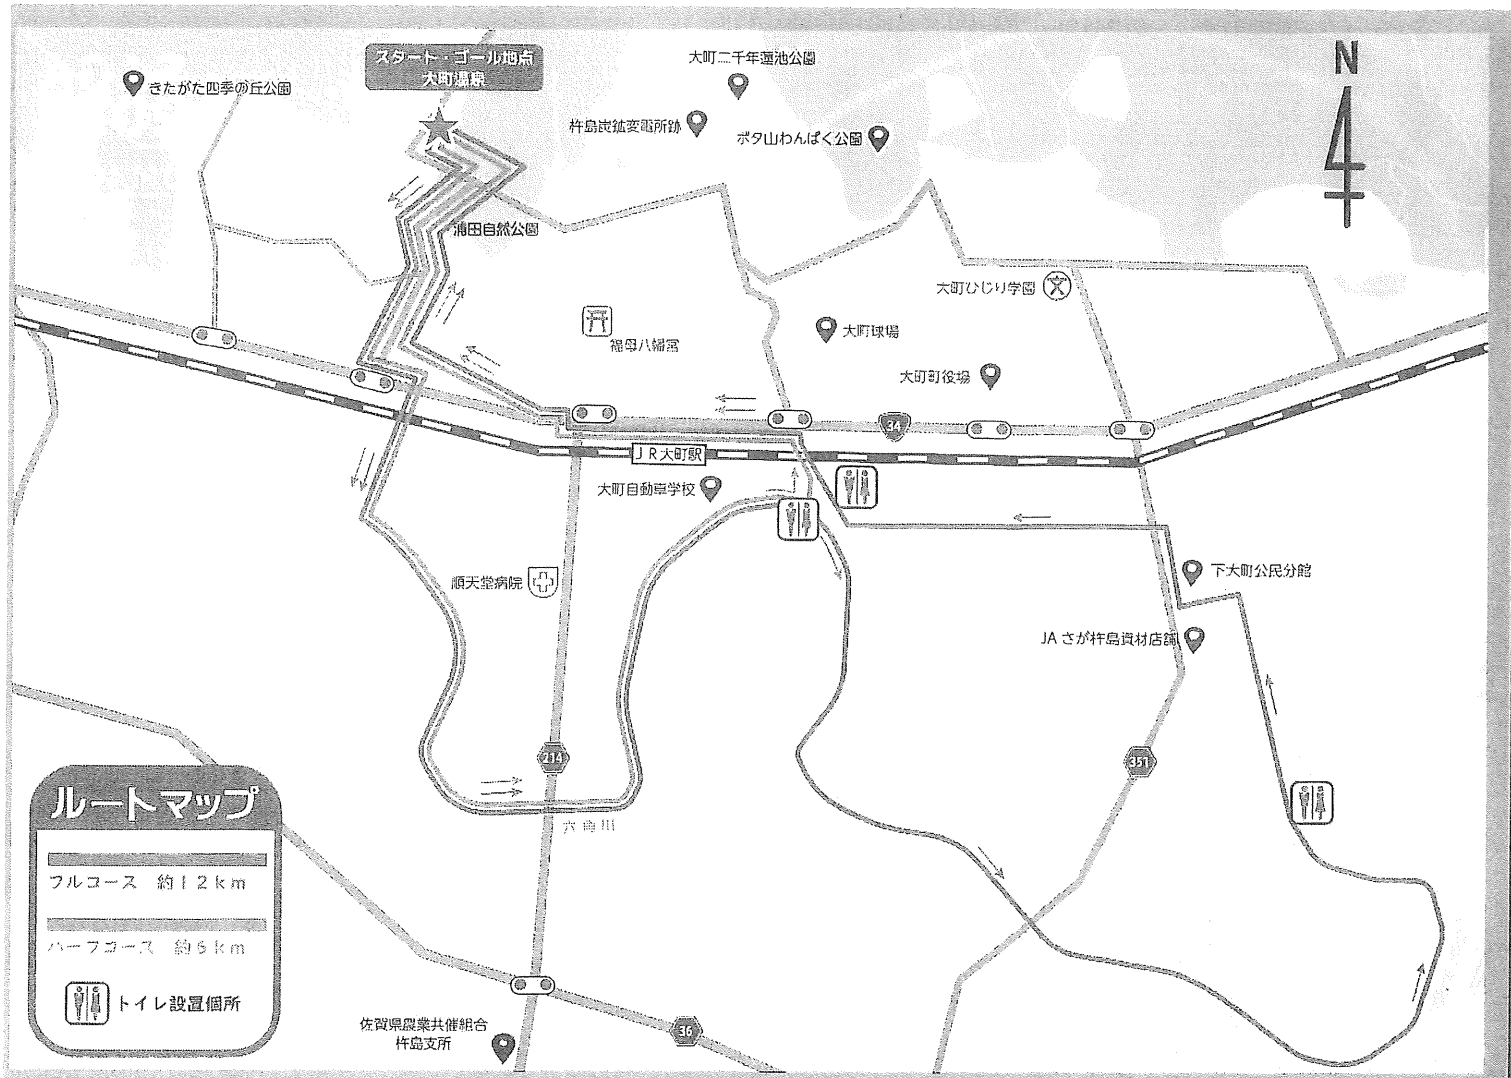 スタート・ゴール地点
大町温泉
N
きたがた四季の丘公園
大町二千年蓮池公園
杵島炭鉱変電所跡
ボタ山わんぱく公園
浦田自然公園
大町ひじり学園
福母八幡宮
大町球場
大町町役場
34
JR大町駅
大町自動車学校
順天堂病院
下大町公民分館
JAさが杵島資材店舗
214
351
六角川
ルートマップ
フルコース 約12km
ハーフコース 約6km
トイレ設置個所
佐賀県農業共催組合
杵島支所
36